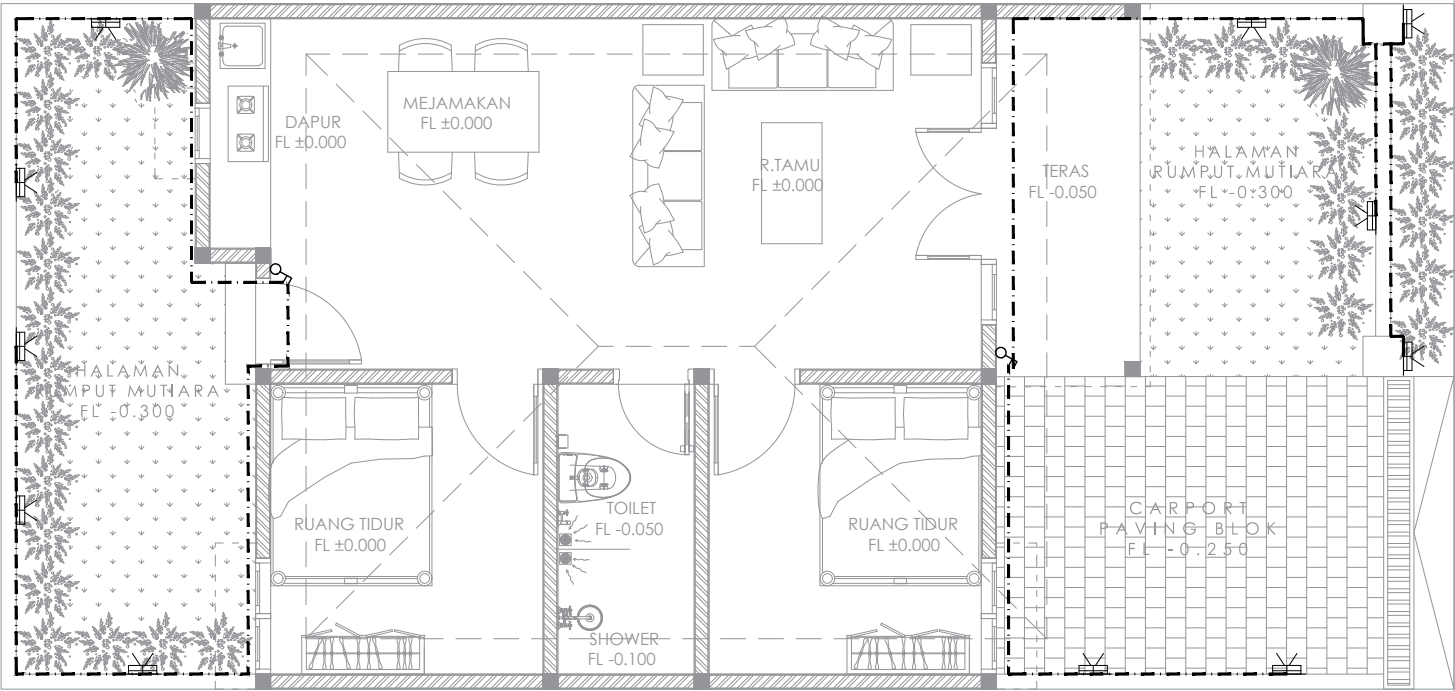 DAPUR
FL ±0.000
MEJAMAKAN
FL ±0.000
R.TAMU
FL ±0.000
TERAS
FL -0.050
HALAMAN
RUMPUT MUTIARA
FL -0.300
HALAMAN
MPUT MUTIARA
FL -0.300
RUANG TIDUR
FL ±0.000
TOILET
FL -0.050
SHOWER
FL -0.100
RUANG TIDUR
FL ±0.000
CARPORT
PAVING BLOK
FL -0.250